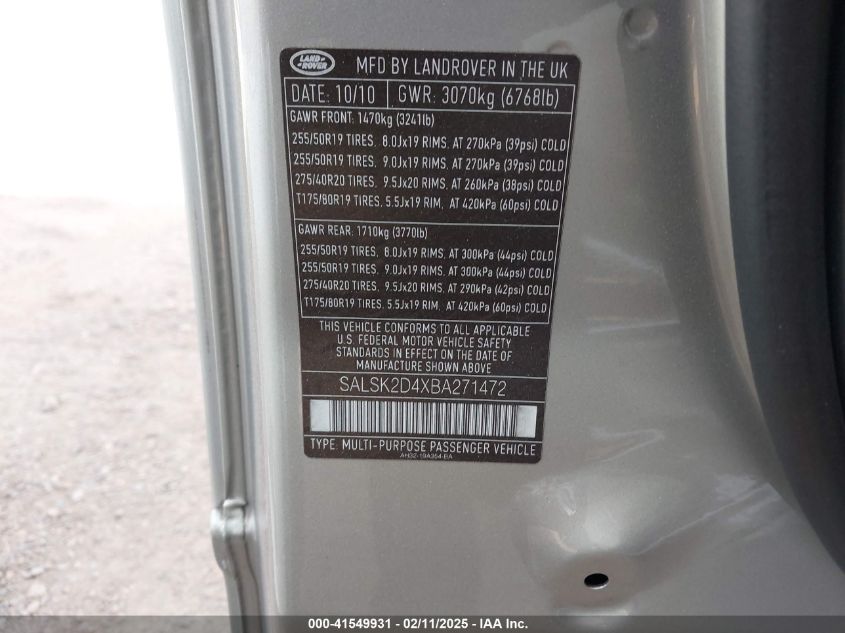 LAND
ROVER
MFD BY LANDROVER IN THE UK
DATE: 10/10 GWR: 3070kg (6768lb)
GAWR FRONT: 1470kg (3241lb)
255/50R19 TIRES, 8.0Jx19 RIMS, AT 270kPa (39psi) COLD
255/50R19 TIRES, 9.0Jx19 RIMS, AT 270kPa (39psi) COLD
275/40R20 TIRES, 9.5Jx20 RIMS, AT 260kPa (38psi) COLD
T175/80R19 TIRES, 5.5Jx19 RIM, AT 420kPa (60psi) COLD
GAWR REAR: 1710kg (3770lb)
255/50R19 TIRES, 8.0Jx19 RIMS, AT 300kPa (44psi) COLD
255/50R19 TIRES, 9.0Jx19 RIMS, AT 300kPa (44psi) COLD
275/40R20 TIRES, 9.5Jx20 RIMS, AT 290kPa (42psi) COLD
T175/80R19 TIRES, 5.5Jx19 RIM, AT 420kPa (60psi) COLD
THIS VEHICLE CONFORMS TO ALL APPLICABLE
U.S. FEDERAL MOTOR VEHICLE SAFETY
STANDARDS IN EFFECT ON THE DATE OF
MANUFACTURE SHOWN ABOVE
SALSK2D4XBA271472
TYPE: MULTI-PURPOSE PASSENGER VEHICLE
AH32-19A354-BA
000-41549931 - 02/11/2025 - IAA Inc.